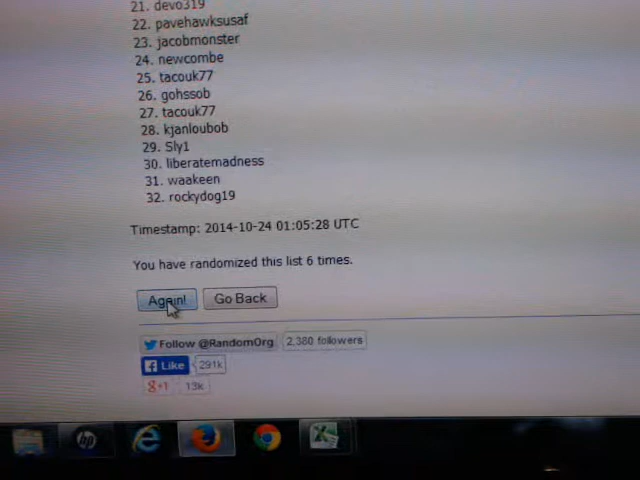 21. devo319
22. pavehawksusaf
23. jacobmonster
24. newcombe
25. tacouk77
26. gohssob
27. tacouk77
28. kjanloubob
29. Sly1
30. liberatemadness
31. waakeen
32. rockydog19
Timestamp: 2014-10-24 01:05:28 UTC
You have randomized this list 6 times.
Again! Go Back
Follow @RandomOrg 2,380 followers
Like 291k
g+1 13k
hp